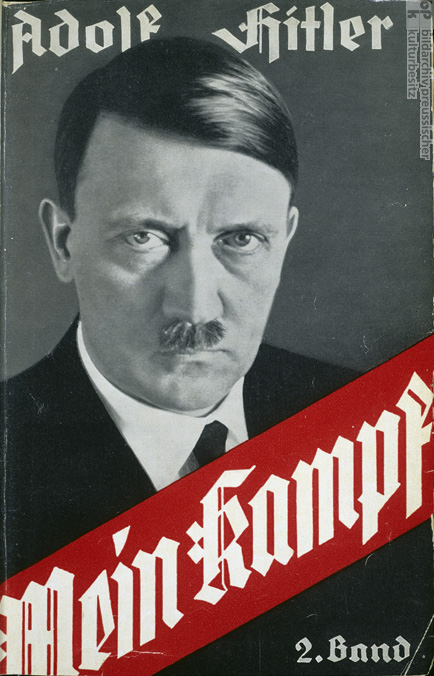 Adolf Hitler
bildarchiv preussischer
kulturbesitz
Mein Kampf
2. Band